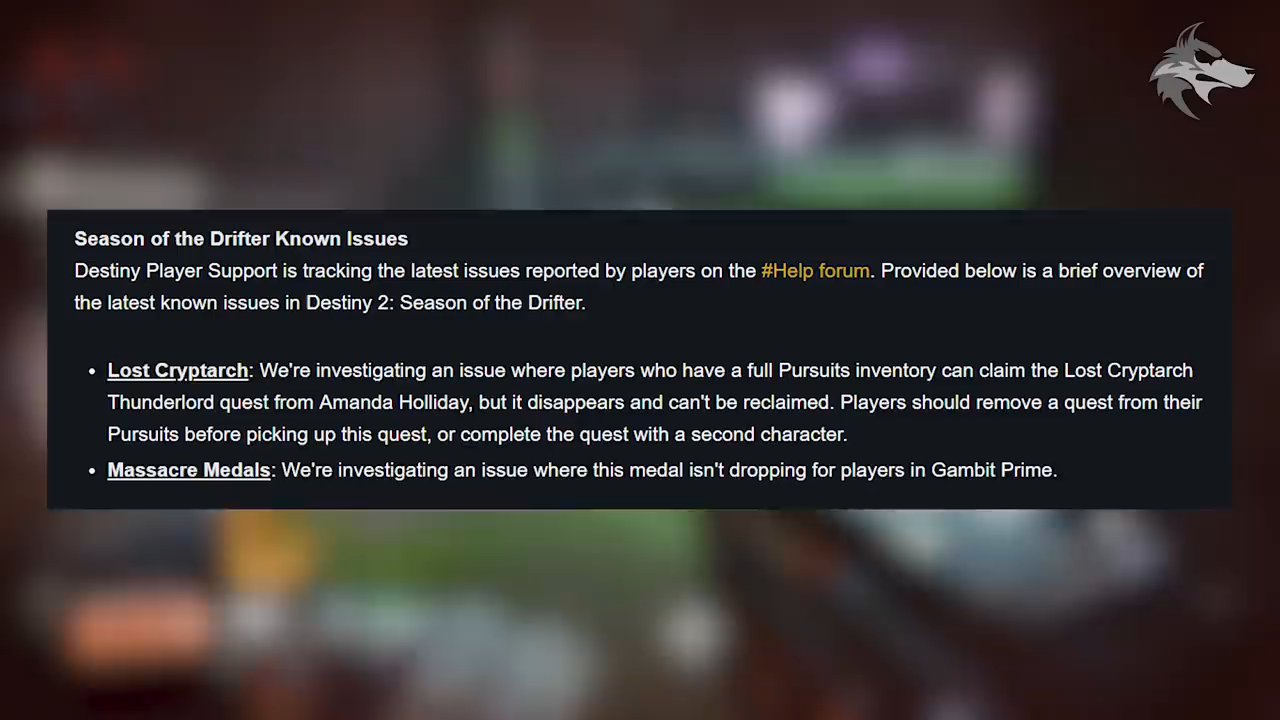 Season of the Drifter Known Issues
Destiny Player Support is tracking the latest issues reported by players on the #Help forum. Provided below is a brief overview of
the latest known issues in Destiny 2: Season of the Drifter.
• Lost Cryptarch: We're investigating an issue where players who have a full Pursuits inventory can claim the Lost Cryptarch
Thunderlord quest from Amanda Holliday, but it disappears and can't be reclaimed. Players should remove a quest from their
Pursuits before picking up this quest, or complete the quest with a second character.
• Massacre Medals: We're investigating an issue where this medal isn't dropping for players in Gambit Prime.